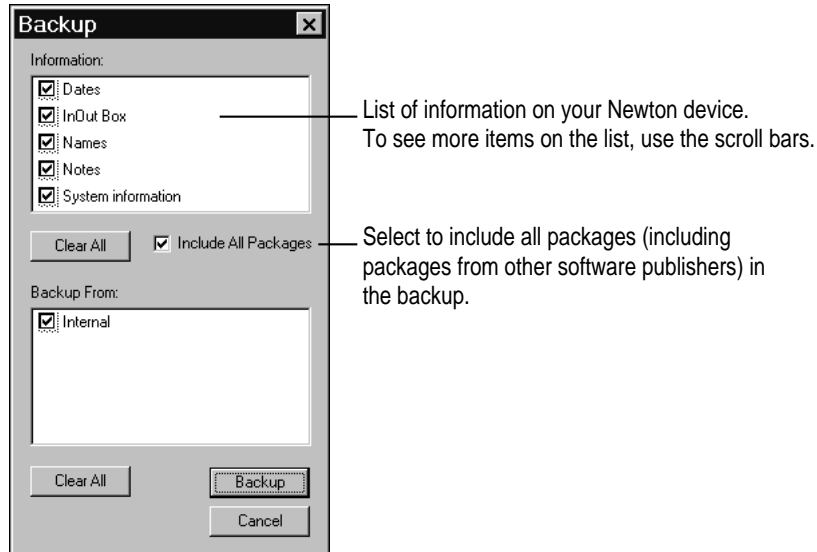 Backup
Information:
Dates
InOut Box
Names
Notes
System information
List of information on your Newton device.
To see more items on the list, use the scroll bars.
Clear All
Include All Packages
Select to include all packages (including
packages from other software publishers) in
the backup.
Backup From:
Internal
Clear All
Backup
Cancel